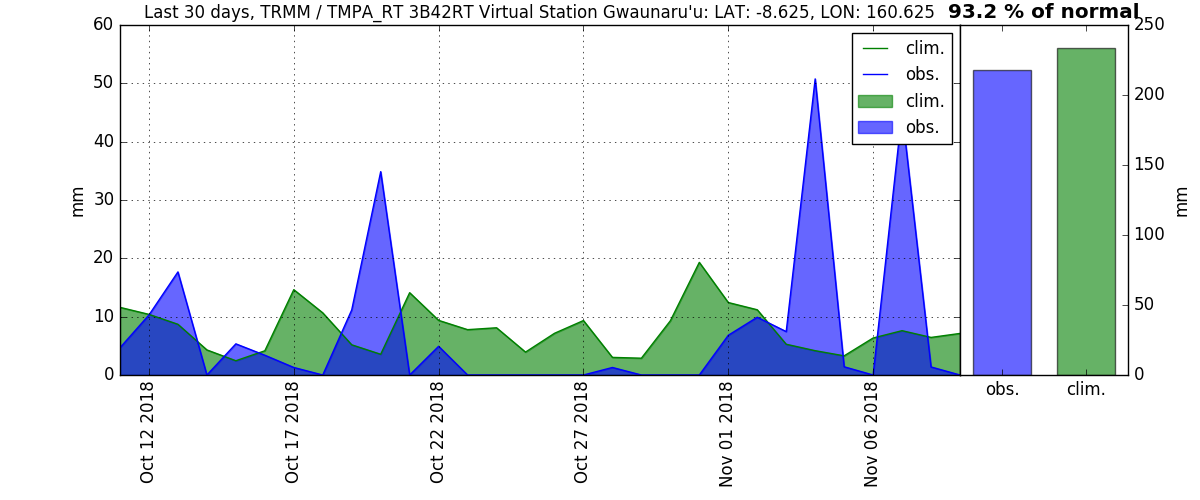 Last 30 days, TRMM / TMPA_RT 3B42RT Virtual Station Gwaunaru'u: LAT: -8.625, LON: 160.625
93.2 % of normal
60
50
40
30
20
10
0
mm
clim.
obs.
clim.
obs.
250
200
150
100
50
0
mm
obs.
clim.
Oct 12 2018
Oct 17 2018
Oct 22 2018
Oct 27 2018
Nov 01 2018
Nov 06 2018